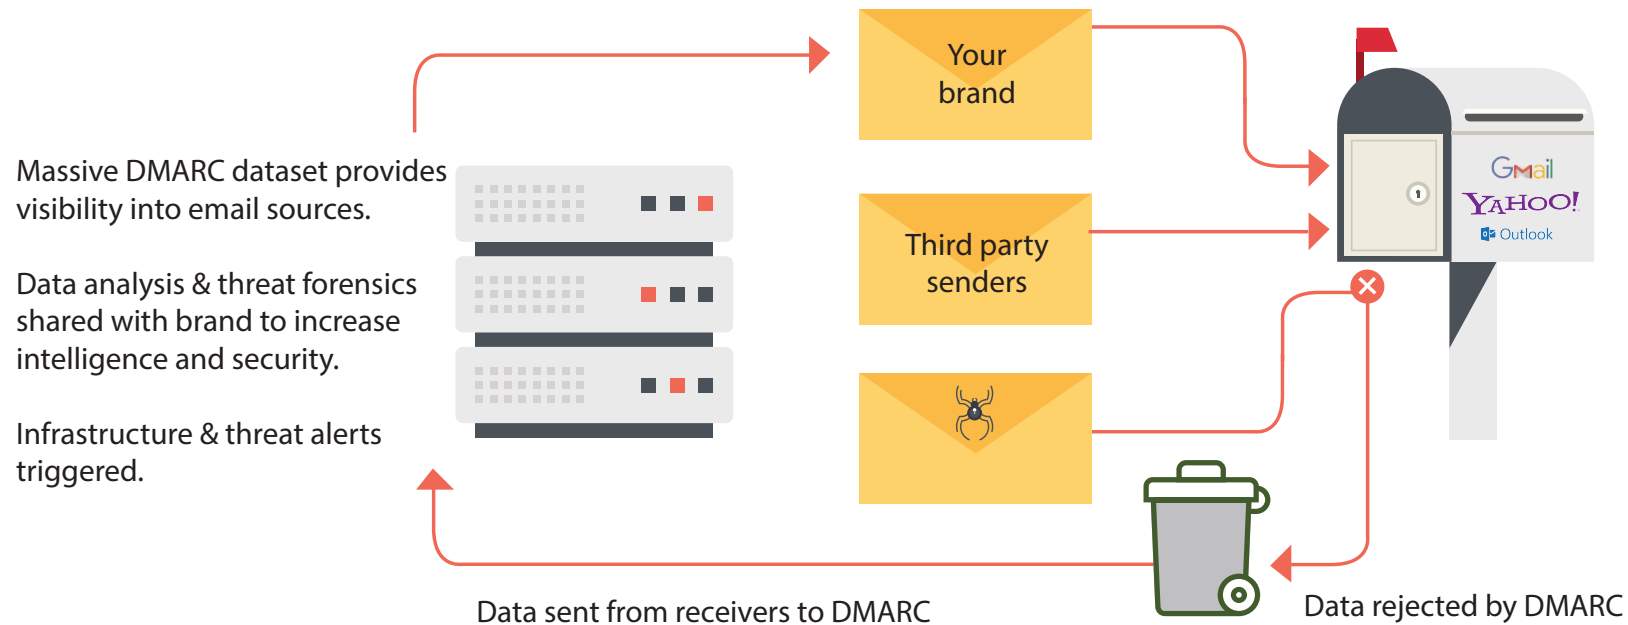 Your
brand
Massive DMARC dataset provides
visibility into email sources.
Data analysis & threat forensics
shared with brand to increase
intelligence and security.
Infrastructure & threat alerts
triggered.
Third party
senders
Gmail
YAHOO!
Outlook
Data sent from receivers to DMARC
Data rejected by DMARC